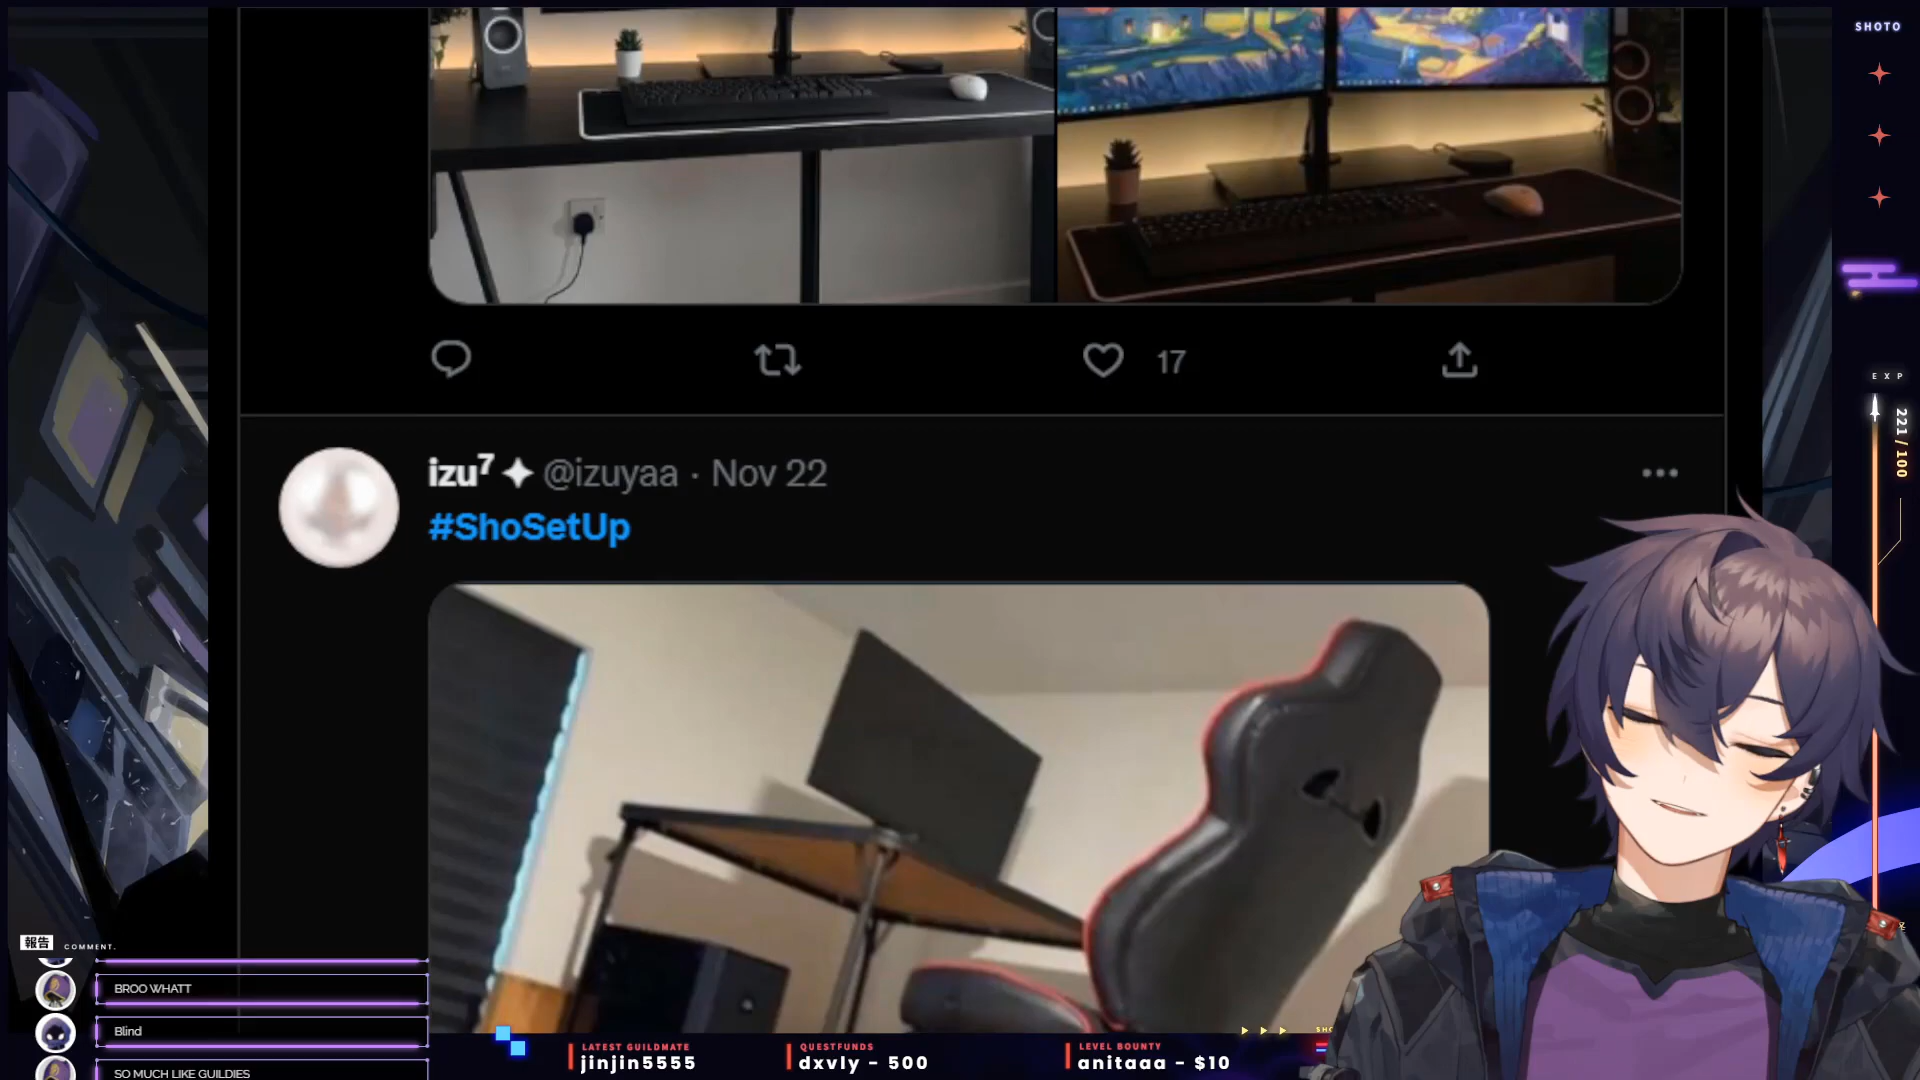 SHOTO
17
EXP
221 / 100
izu⁷ ✦ @izuyaa · Nov 22
#ShoSetUp
報告 COMMENT.
BROO WHATT
Blind
SO MUCH LIKE GUILDIES
LATEST GUILDMATE
jinjin5555
QUESTFUNDS
dxvly - 500
LEVEL BOUNTY
anitaaa - $10